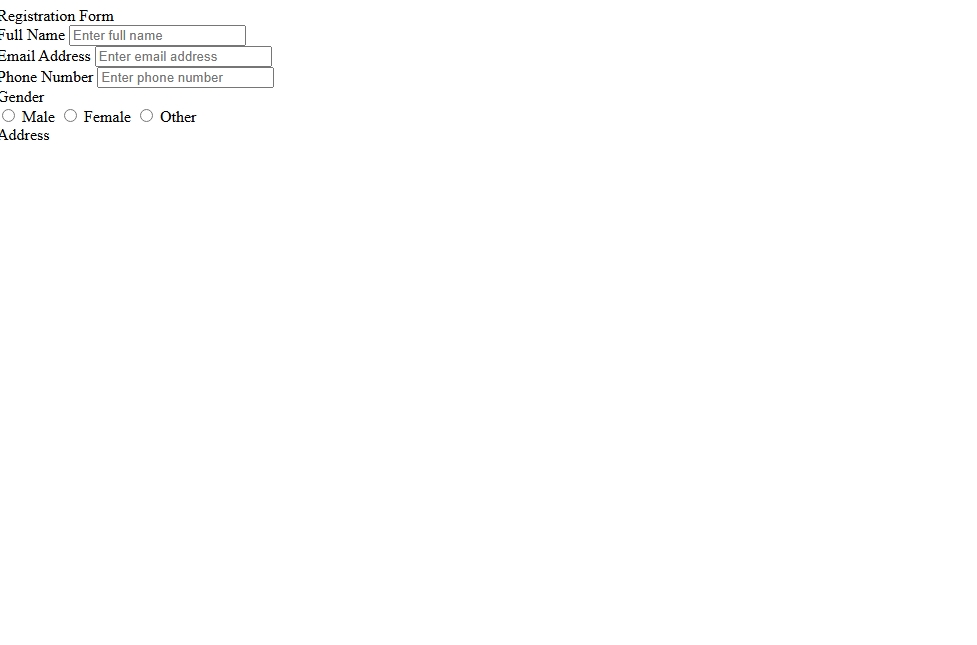 Registration Form
Full Name Enter full name
Email Address Enter email address
Phone Number Enter phone number
Gender
Male Female Other
Address